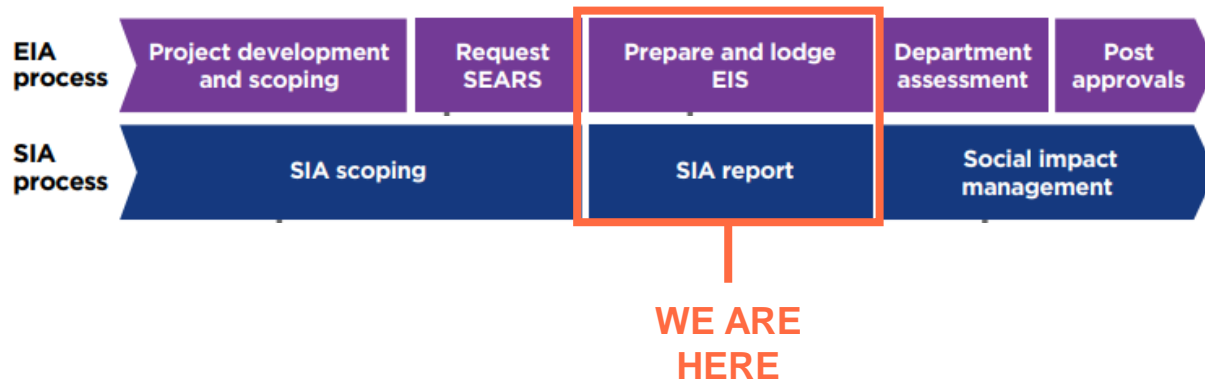 EIA
process
Project development
and scoping
Request
SEARS
Prepare and lodge
EIS
Department
assessment
Post
approvals
SIA
process
SIA scoping
SIA report
Social impact
management
WE ARE
HERE